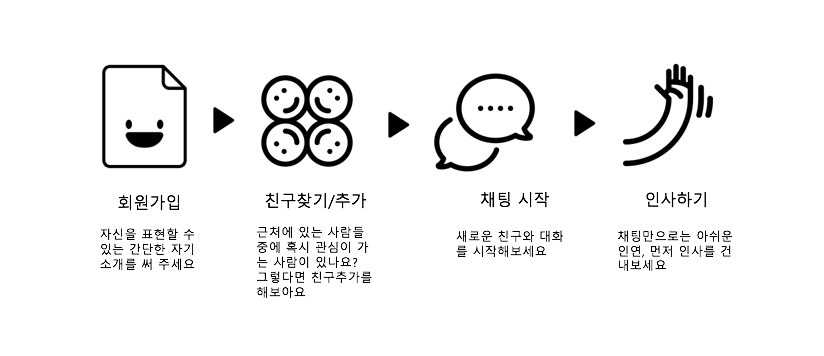 회원가입
자신을 표현할 수
있는 간단한 자기
소개를 써 주세요
친구찾기/추가
근처에 있는 사람들
중에 혹시 관심이 가
는 사람이 있나요?
그렇다면 친구추가를
해보아요
채팅 시작
새로운 친구와 대화
를 시작해보세요
인사하기
채팅만으로는 아쉬운
인연, 먼저 인사를 건
내보세요